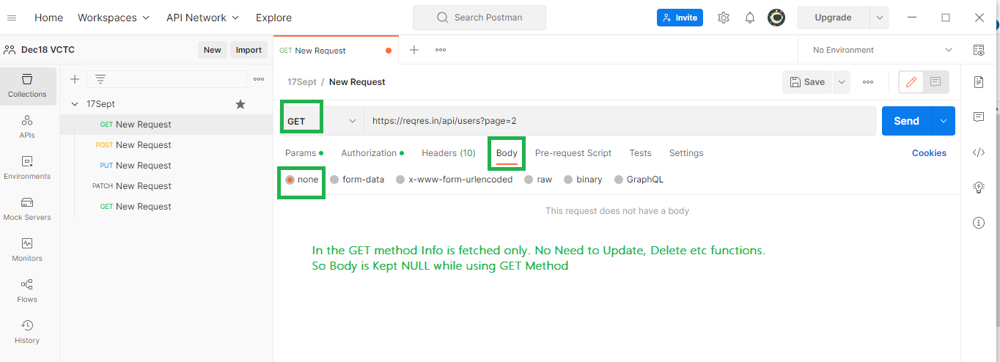 Home Workspaces API Network Explore Search Postman Invite Upgrade
Dec18 VCTC New Import GET New Request No Environment
Collections
APIs
Environments
Mock Servers
Monitors
Flows
History
17Sept
GET New Request
POST New Request
PUT New Request
PATCH New Request
GET New Request
17Sept / New Request Save
GET https://reqres.in/api/users?page=2 Send
Params Authorization Headers (10) Body Pre-request Script Tests Settings Cookies
none form-data x-www-form-urlencoded raw binary GraphQL
This request does not have a body
In the GET method Info is fetched only. No Need to Update, Delete etc functions.
So Body is Kept NULL while using GET Method